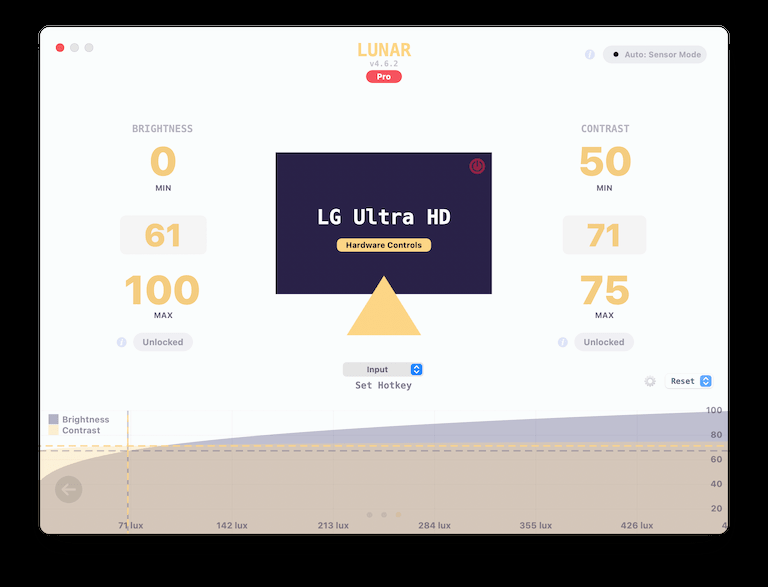 LUNAR
v4.6.2
Pro
Auto: Sensor Mode
BRIGHTNESS
0
MIN
61
100
MAX
Unlocked
LG Ultra HD
Hardware Controls
Input
Set Hotkey
CONTRAST
50
MIN
71
75
MAX
Unlocked
Reset
Brightness
Contrast
100
80
60
40
20
71 lux
142 lux
213 lux
284 lux
355 lux
426 lux
4